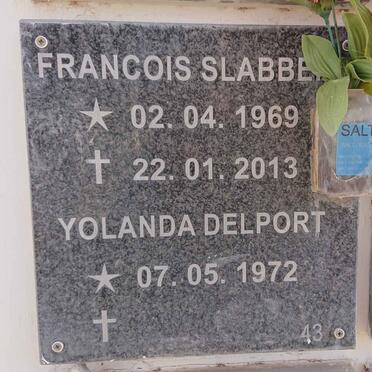 FRANCOIS SLABBE
★ 02. 04. 1969
✝ 22. 01. 2013
YOLANDA DELPORT
★ 07. 05. 1972
✝
43
SALT